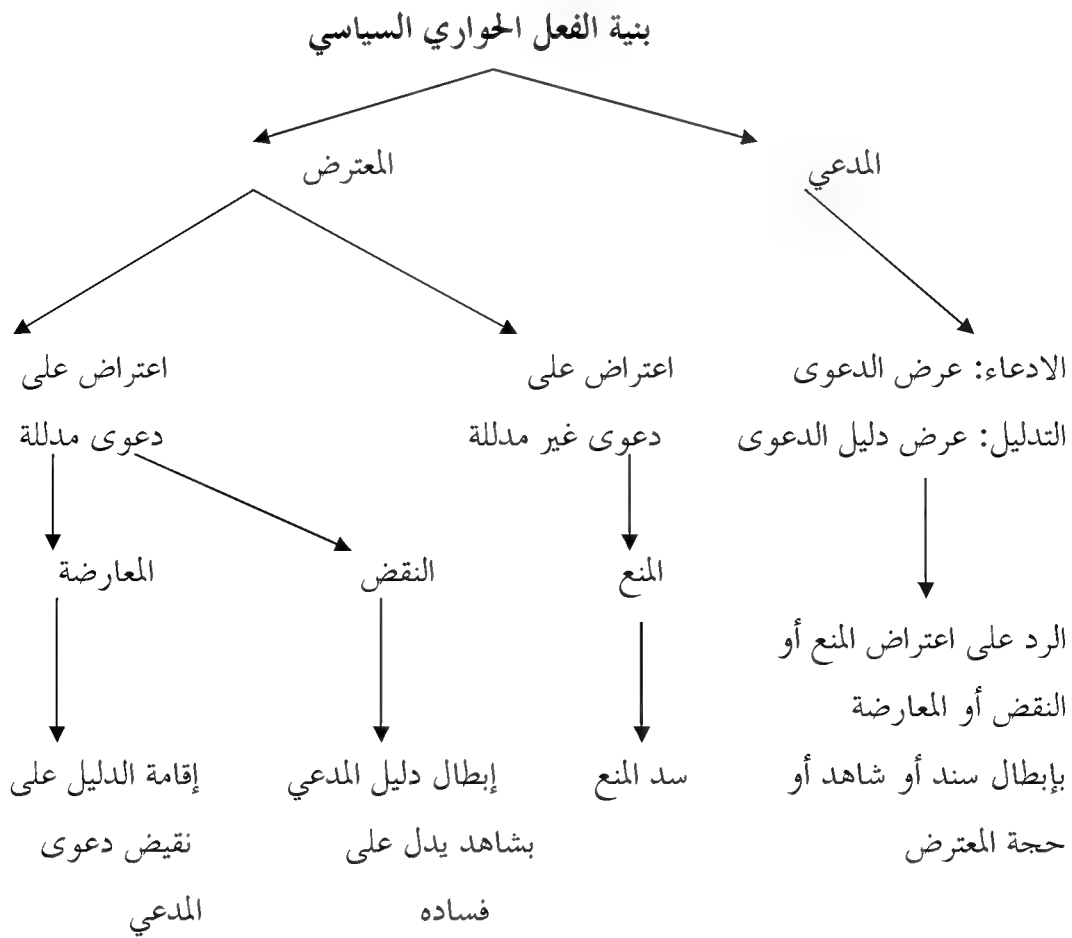 بنية الفعل الحواري السياسي
المدعي
المعترض
الادعاء: عرض الدعوى
التدليل: عرض دليل الدعوى
اعتراض على
دعوى غير مدللة
اعتراض على
دعوى مدللة
المنع
النقض
المعارضة
الرد على اعتراض المنع أو
النقض أو المعارضة
بإبطال سند أو شاهد أو
حجة المعترض
سد المنع
إبطال دليل المدعي
بشاهد يدل على
فساده
إقامة الدليل على
نقيض دعوى
المدعي